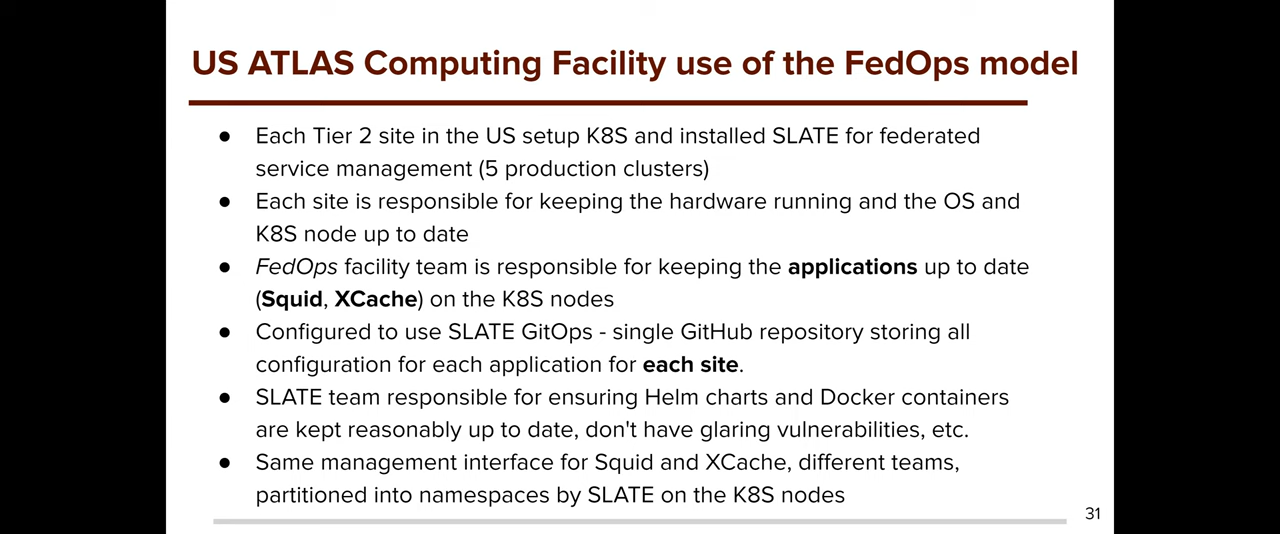 US ATLAS Computing Facility use of the FedOps model
● Each Tier 2 site in the US setup K8S and installed SLATE for federated
service management (5 production clusters)
● Each site is responsible for keeping the hardware running and the OS and
K8S node up to date
● FedOps facility team is responsible for keeping the applications up to date
(Squid, XCache) on the K8S nodes
● Configured to use SLATE GitOps - single GitHub repository storing all
configuration for each application for each site.
● SLATE team responsible for ensuring Helm charts and Docker containers
are kept reasonably up to date, don't have glaring vulnerabilities, etc.
● Same management interface for Squid and XCache, different teams,
partitioned into namespaces by SLATE on the K8S nodes
31